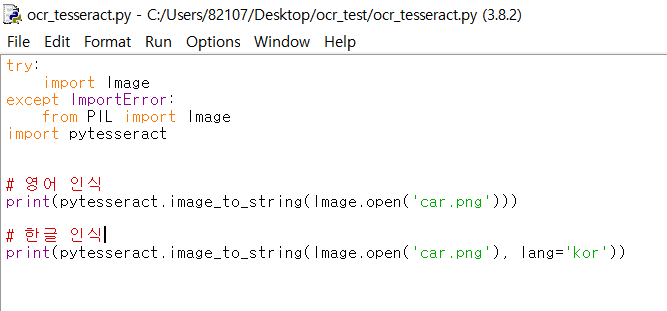 ocr_tesseract.py - C:/Users/82107/Desktop/ocr_test/ocr_tesseract.py (3.8.2)
File Edit Format Run Options Window Help
try:
    import Image
except ImportError:
    from PIL import Image
import pytesseract
# 영어 인식
print(pytesseract.image_to_string(Image.open('car.png')))
# 한글 인식
print(pytesseract.image_to_string(Image.open('car.png'), lang='kor'))